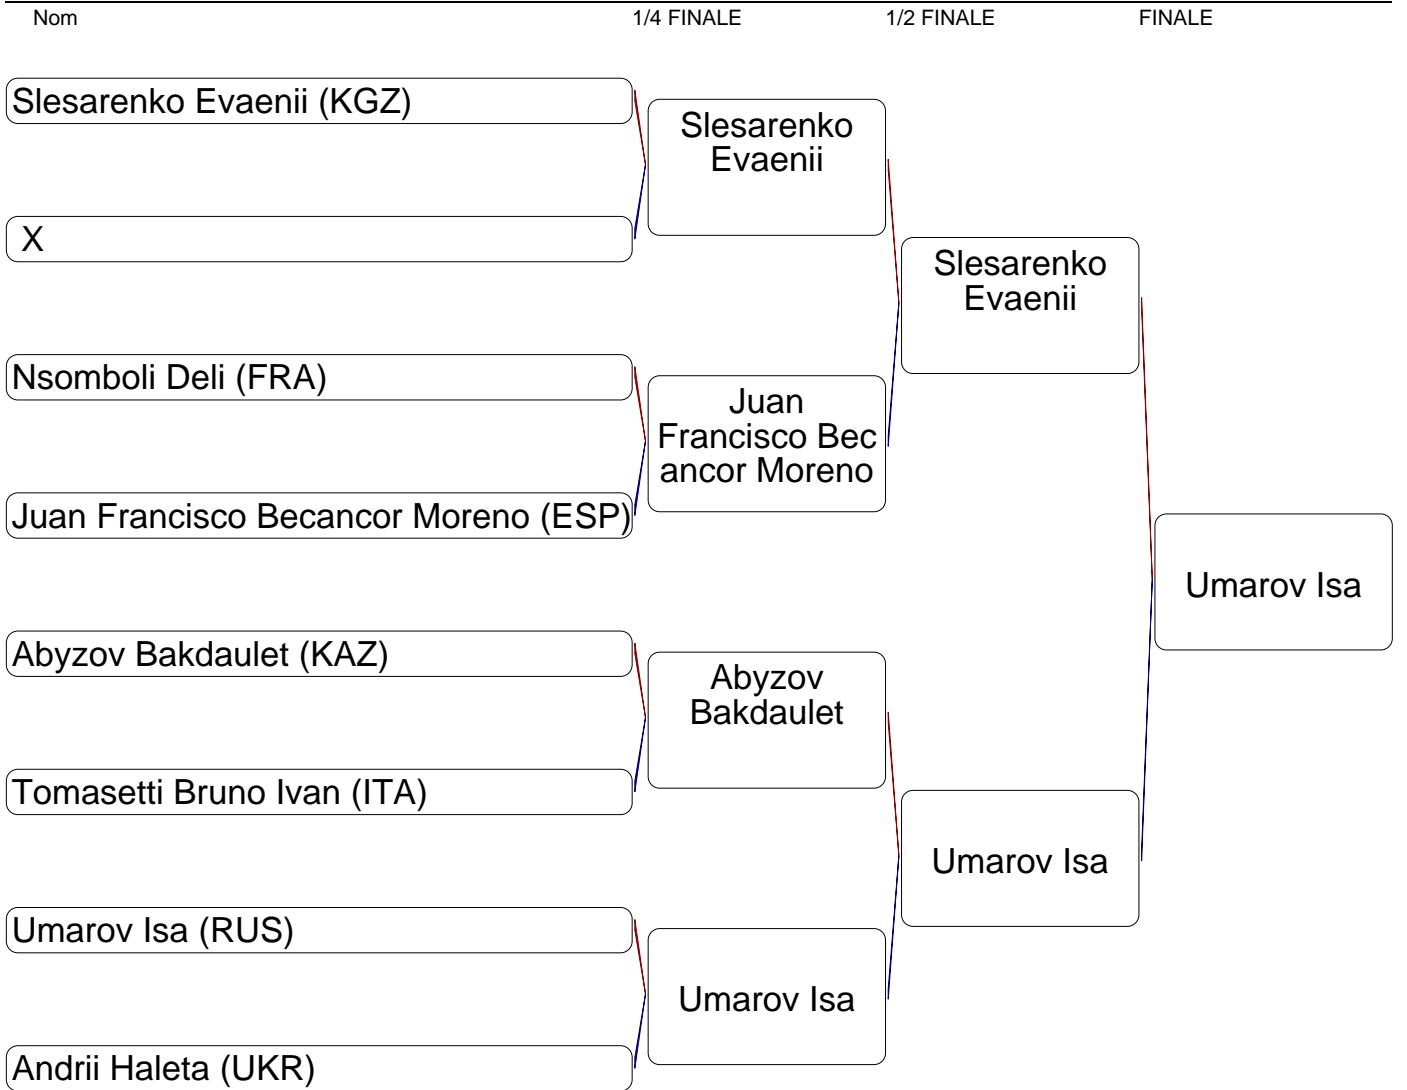 Nom 1/4 FINALE 1/2 FINALE FINALE
Slesarenko Evaenii (KGZ)
X
Nsomboli Deli (FRA)
Juan Francisco Becancor Moreno (ESP)
Abyzov Bakdaulet (KAZ)
Tomasetti Bruno Ivan (ITA)
Umarov Isa (RUS)
Andrii Haleta (UKR)
Slesarenko
Evaenii
Juan
Francisco Bec
ancor Moreno
Abyzov
Bakdaulet
Umarov Isa
Slesarenko
Evaenii
Umarov Isa
Umarov Isa